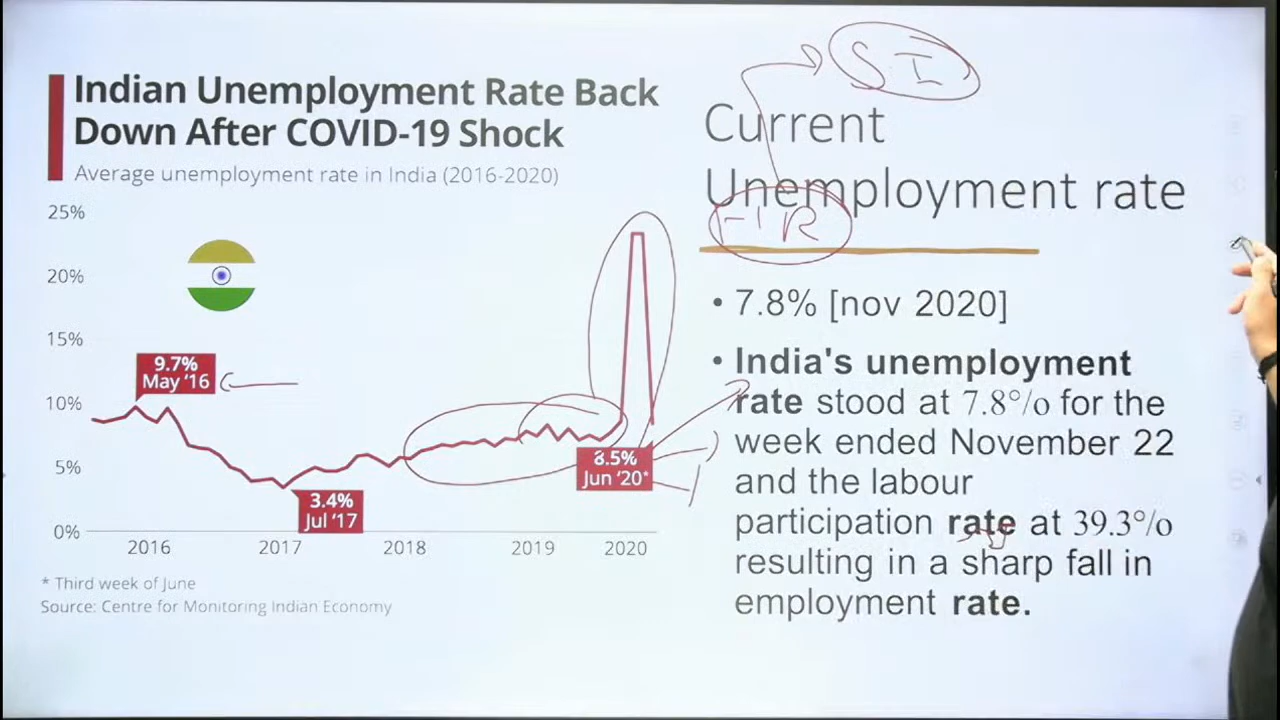 Indian Unemployment Rate Back
Down After COVID-19 Shock
Average unemployment rate in India (2016-2020)
25%
20%
15%
10%
5%
0%
9.7%
May ‘16
3.4%
Jul ‘17
8.5%
Jun ‘20*
2016
2017
2018
2019
2020
* Third week of June
Source: Centre for Monitoring Indian Economy
SI
Current
Unemployment rate
• 7.8% [nov 2020]
• India's unemployment
rate stood at 7.8% for the
week ended November 22
and the labour
participation rate at 39.3%
resulting in a sharp fall in
employment rate.